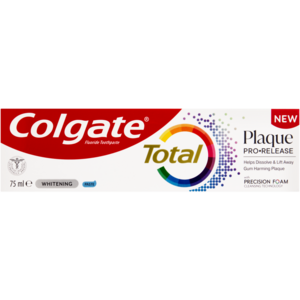 Colgate®
Fluoride Toothpaste
Total
NEW
Plaque
PRO•RELEASE
Helps Dissolve & Lift Away
Gum Harming Plaque
PRECISION FOAM
75 ml e
WHITENING